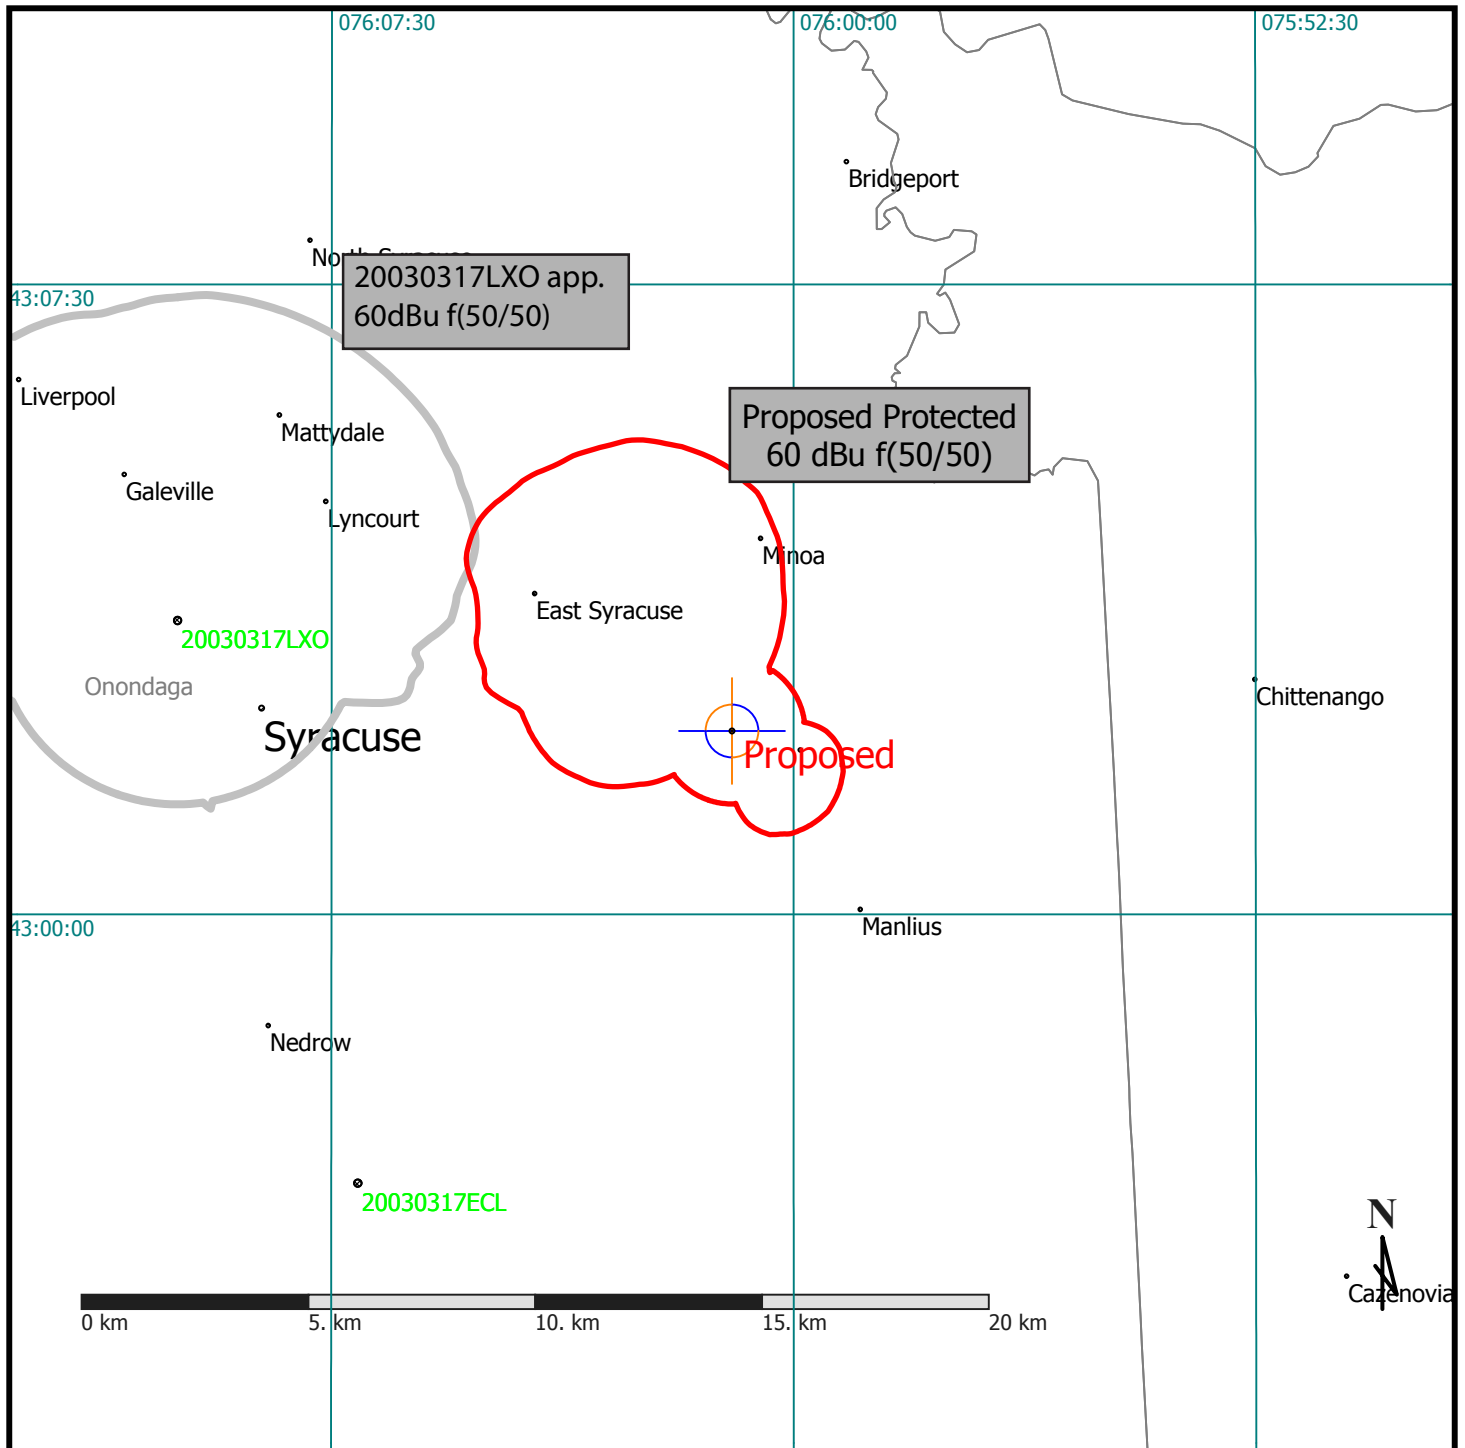 076:07:30
076:00:00
075:52:30
Bridgeport
20030317LXO app.
60dBu f(50/50)
43:07:30
Liverpool
Mattydale
Proposed Protected
60 dBu f(50/50)
Galeville
Lyncourt
Minoa
East Syracuse
20030317LXO
Onondaga
Chittenango
Syracuse
Proposed
43:00:00
Manlius
Nedrow
20030317ECL
N
Cazenovia
0 km
5. km
10. km
15. km
20 km